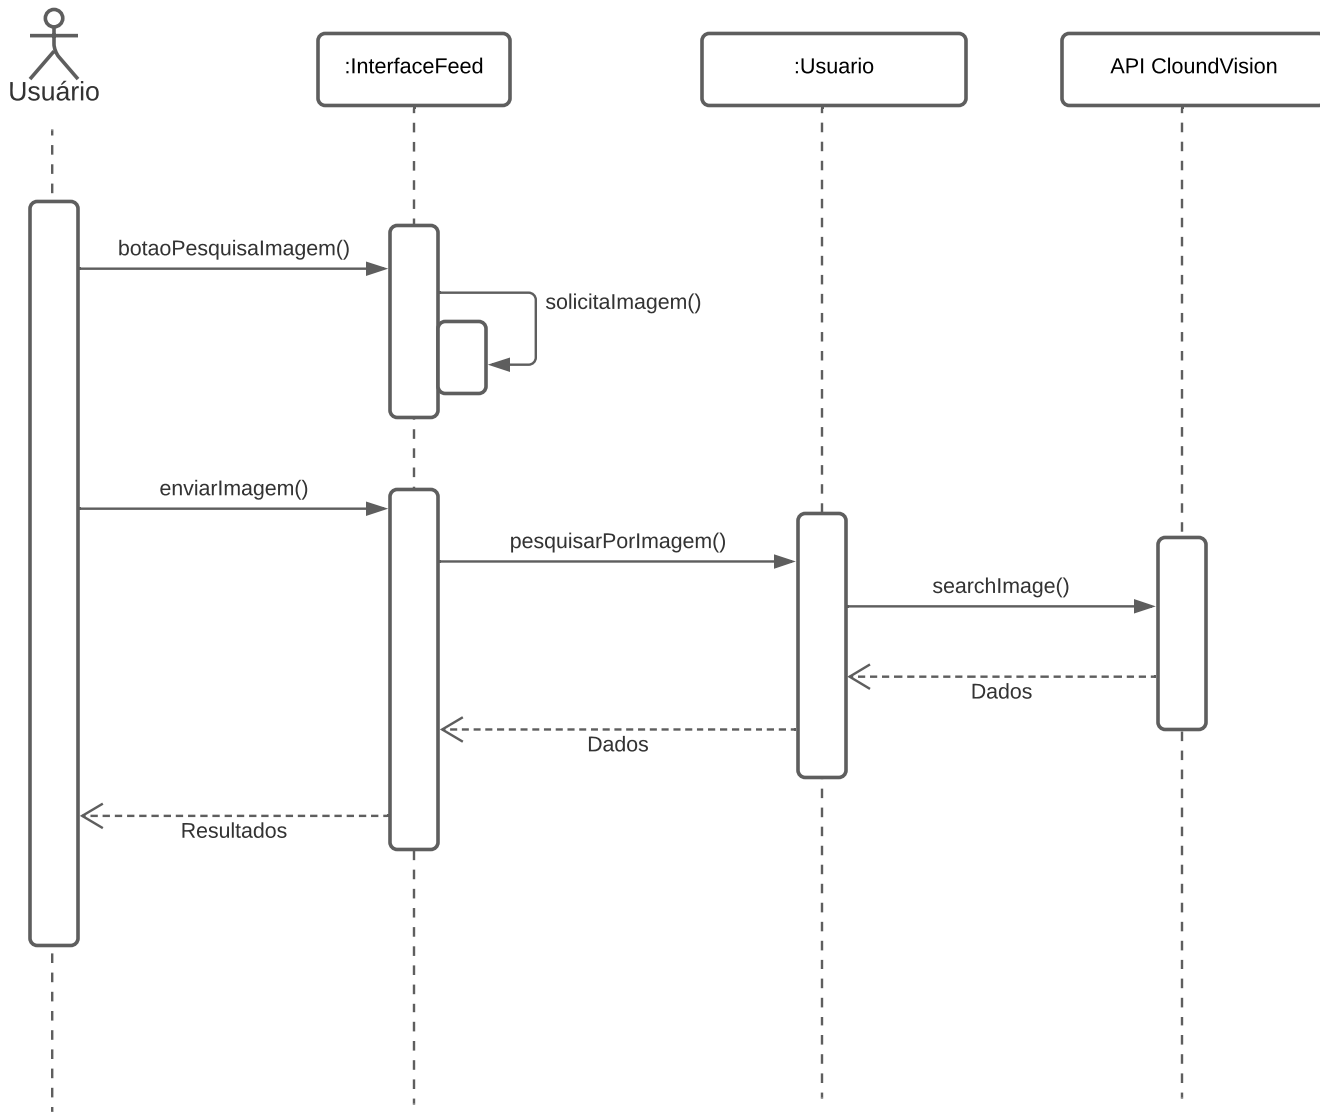 Usuário
:InterfaceFeed
:Usuario
API CloundVision
botaoPesquisaImagem()
solicitaImagem()
enviarImagem()
pesquisarPorImagem()
searchImage()
Dados
Dados
Resultados